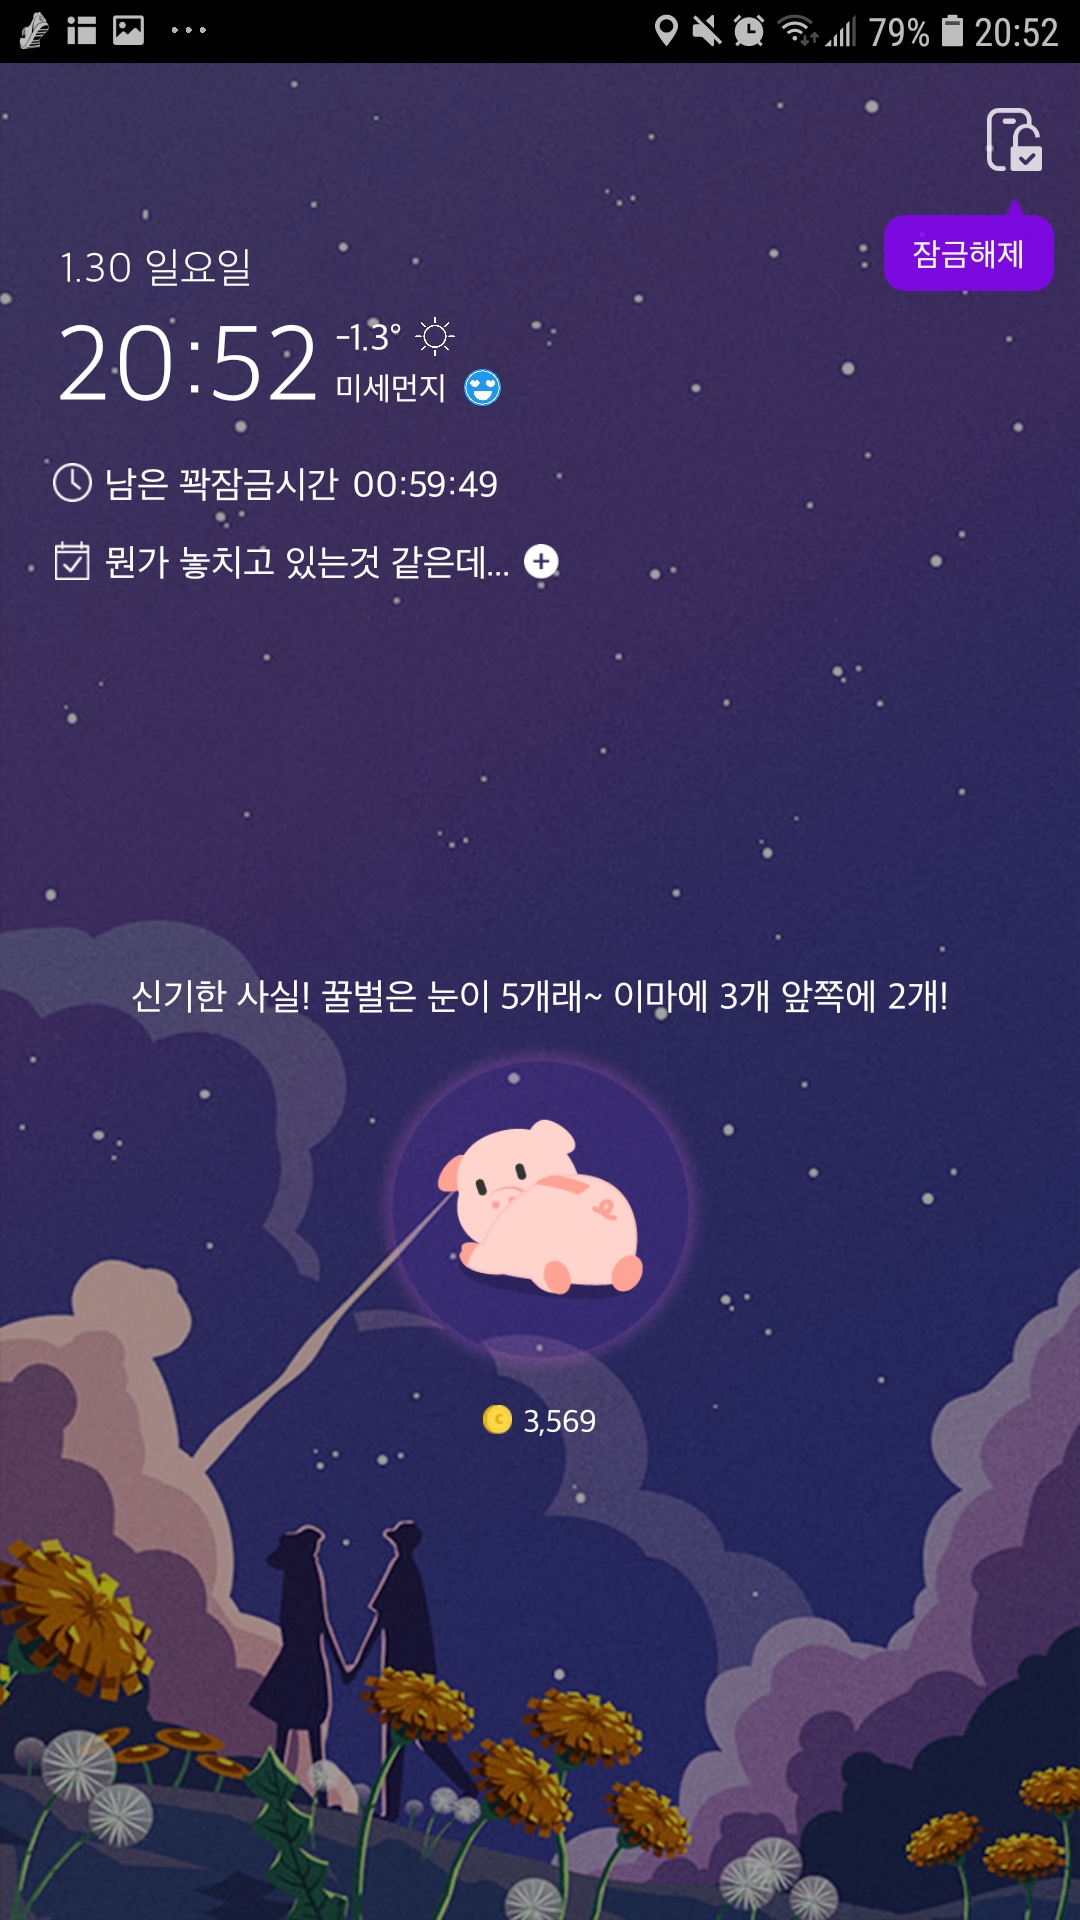 79% 20:52
잠금해제
1.30 일요일
20:52 -1.3°
미세먼지
남은 꽉잠금시간 00:59:49
뭔가 놓치고 있는것 같은데...
신기한 사실! 꿀벌은 눈이 5개래~ 이마에 3개 앞쪽에 2개!
c 3,569